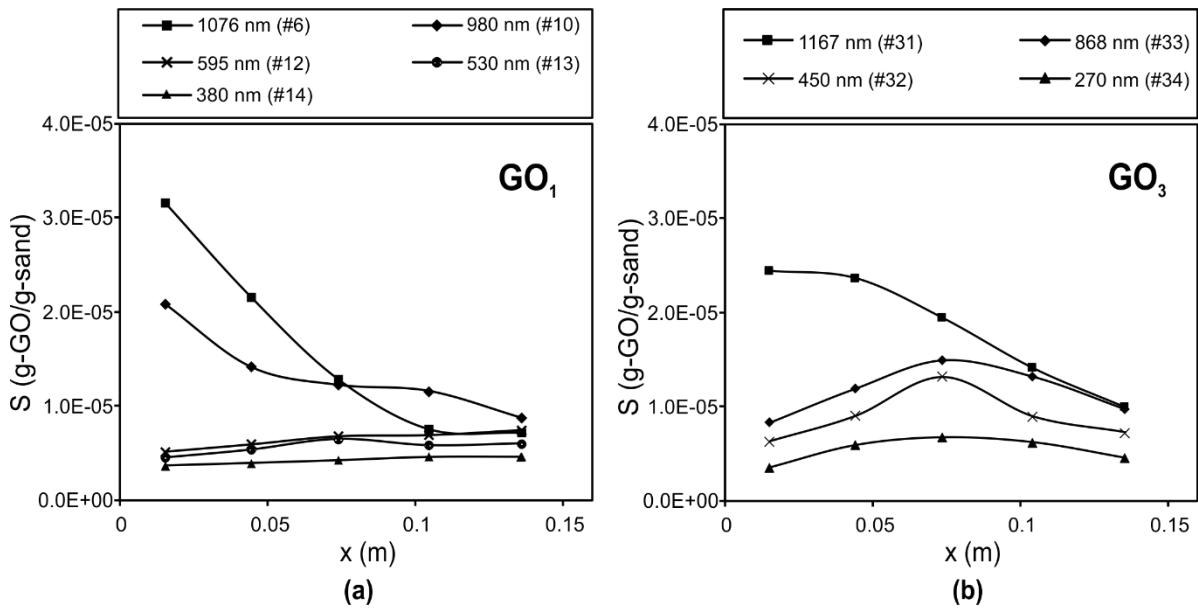 1076 nm (#6) 980 nm (#10)
595 nm (#12) 530 nm (#13)
380 nm (#14)
4.0E-05
3.0E-05
2.0E-05
1.0E-05
0.0E+00
S (g-GO/g-sand)
GO₁
0 0.05 0.1 0.15
x (m)
(a)
1167 nm (#31) 868 nm (#33)
450 nm (#32) 270 nm (#34)
4.0E-05
3.0E-05
2.0E-05
1.0E-05
0.0E+00
S (g-GO/g-sand)
GO₃
0 0.05 0.1 0.15
x (m)
(b)